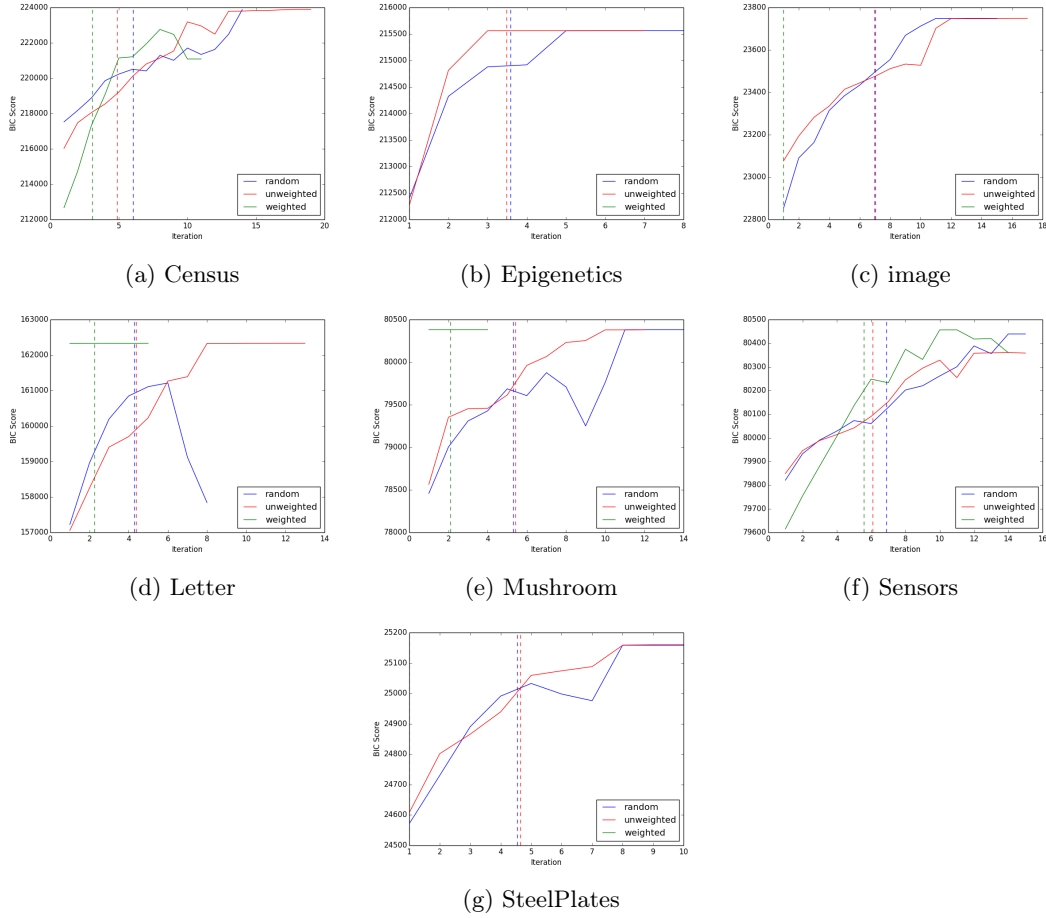 224000
222000
220000
218000
216000
214000
212000
BIC Score
0 5 10 15 20
Iteration
random
unweighted
weighted
(a) Census
216000
215500
215000
214500
214000
213500
213000
212500
212000
BIC Score
1 2 3 4 5 6 7 8
Iteration
random
unweighted
weighted
(b) Epigenetics
23800
23600
23400
23200
23000
22800
BIC Score
0 2 4 6 8 10 12 14 16 18
Iteration
random
unweighted
weighted
(c) image
163000
162000
161000
160000
159000
158000
157000
BIC Score
0 2 4 6 8 10 12 14
Iteration
random
unweighted
weighted
(d) Letter
80500
80000
79500
79000
78500
78000
BIC Score
0 2 4 6 8 10 12 14
Iteration
random
unweighted
weighted
(e) Mushroom
80500
80400
80300
80200
80100
80000
79900
79800
79700
79600
BIC Score
0 2 4 6 8 10 12 14 16
Iteration
random
unweighted
weighted
(f) Sensors
25200
25100
25000
24900
24800
24700
24600
24500
BIC Score
1 2 3 4 5 6 7 8 9 10
Iteration
random
unweighted
weighted
(g) SteelPlates